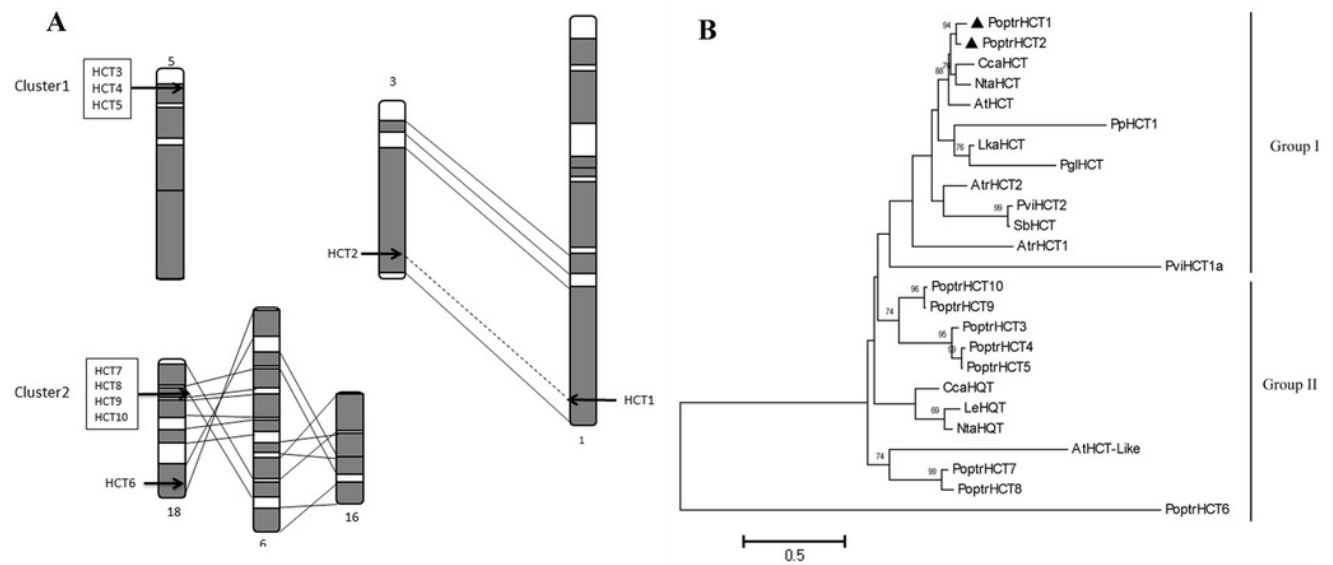 A
5
Cluster1
HCT3
HCT4
HCT5
3
HCT2
HCT1
1
Cluster2
HCT7
HCT8
HCT9
HCT10
HCT6
18
6
16
B
94
PoptrHCT1
PoptrHCT2
76
CcaHCT
88
NtaHCT
AtHCT
PpHCT1
76
LkaHCT
PglHCT
AtrHCT2
99
PviHCT2
SbHCT
AtrHCT1
PviHCT1a
Group I
96
PoptrHCT10
PoptrHCT9
74
PoptrHCT3
95
PoptrHCT4
PoptrHCT5
CcaHQT
69
LeHQT
NtaHQT
AtHCT-Like
74
PoptrHCT7
99
PoptrHCT8
PoptrHCT6
Group II
0.5